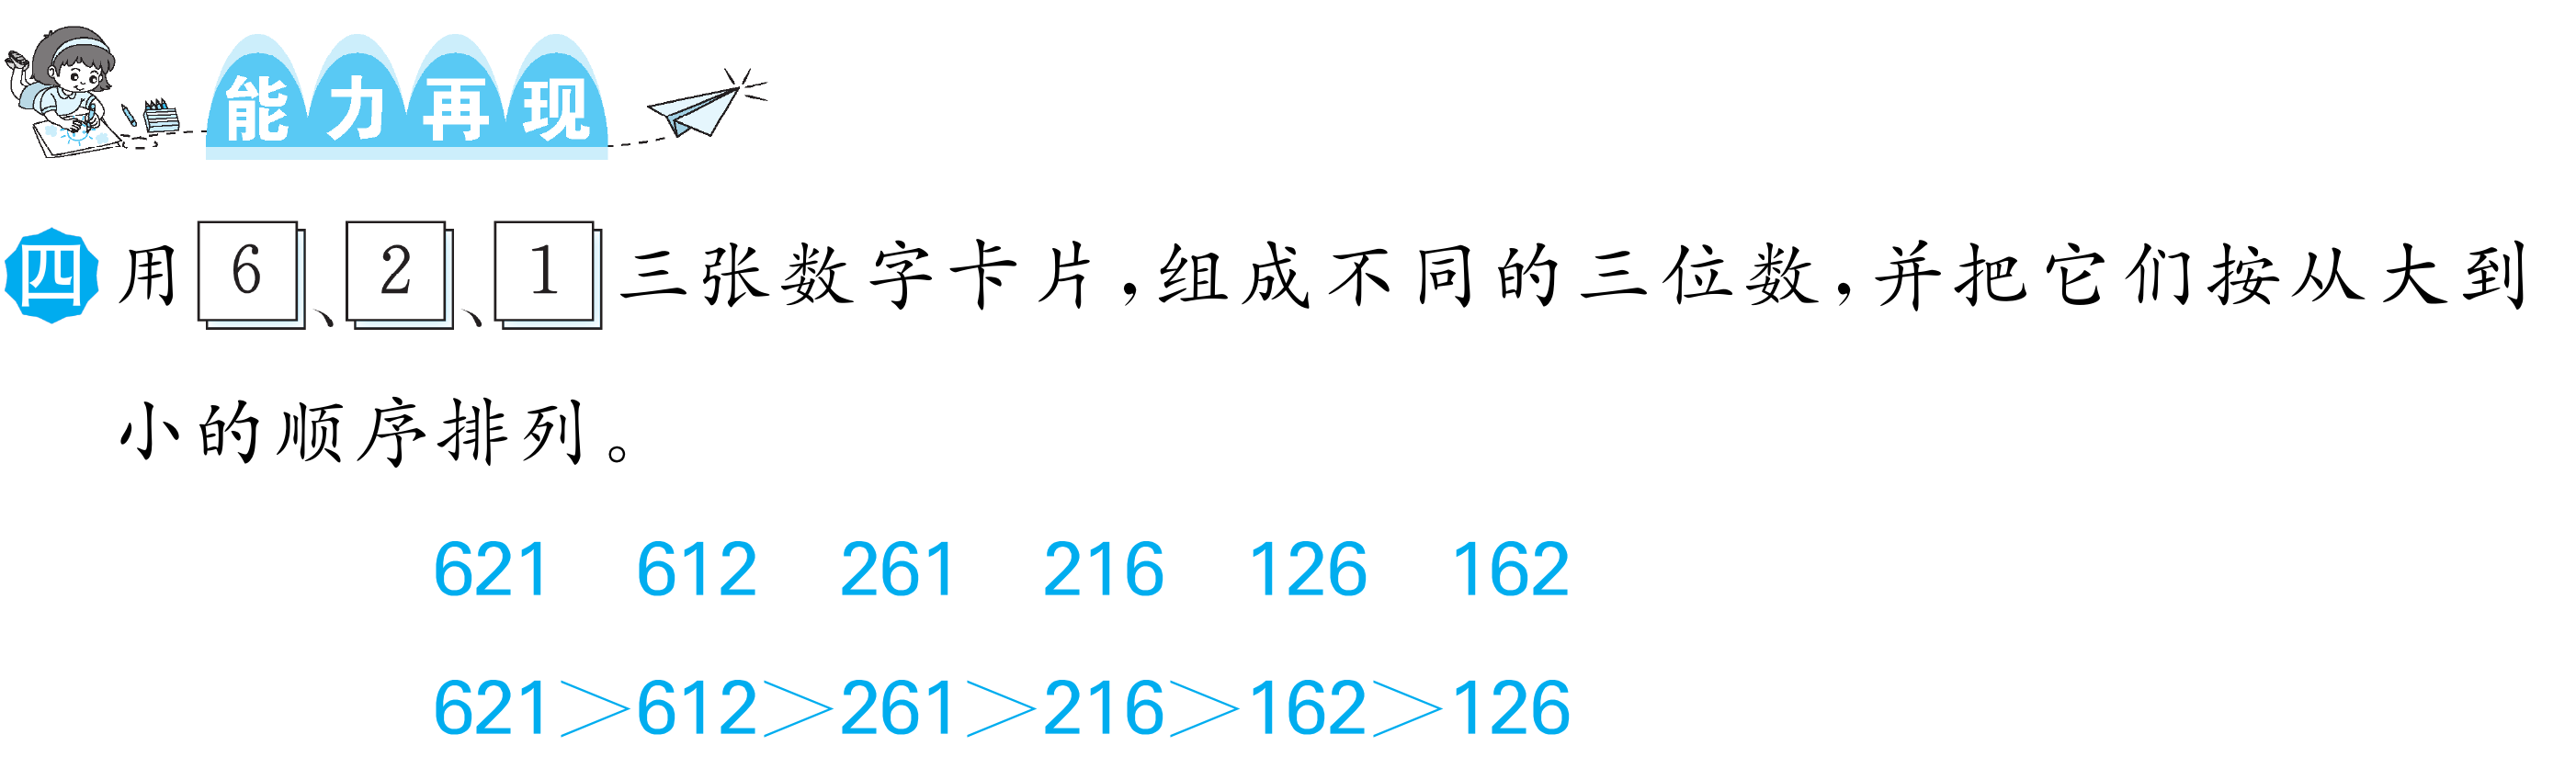 能力再现
四 用 6、2、1 三张数字卡片,组成不同的三位数,并把它们按从大到
小的顺序排列。
621 612 261 216 126 162
621>612>261>216>162>126